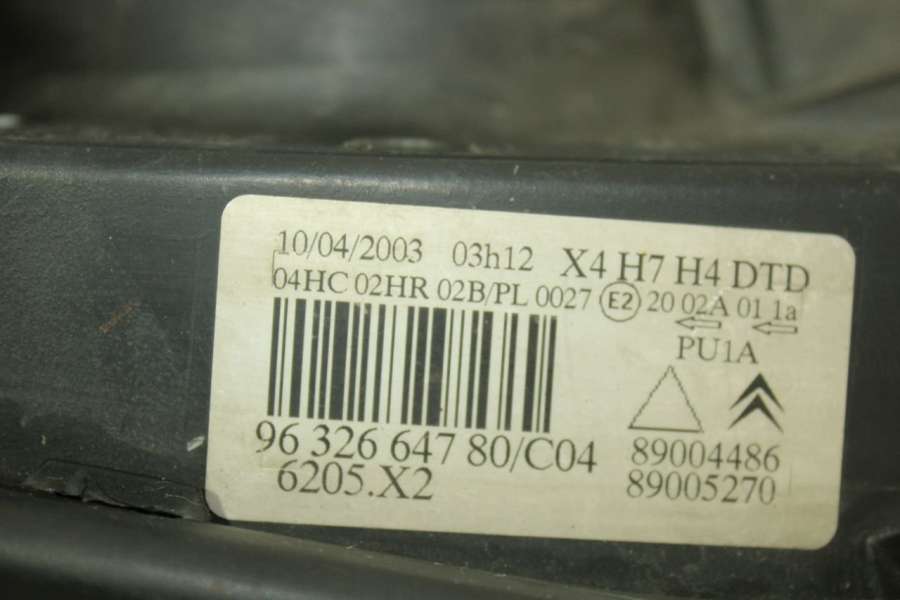 10/04/2003 03h12 X4 H7 H4 DTD
04HC 02HR 02B/PL 0027 E2 20 02A 01 1a
PU1A
96 326 647 80/C04
6205.X2
89004486
89005270